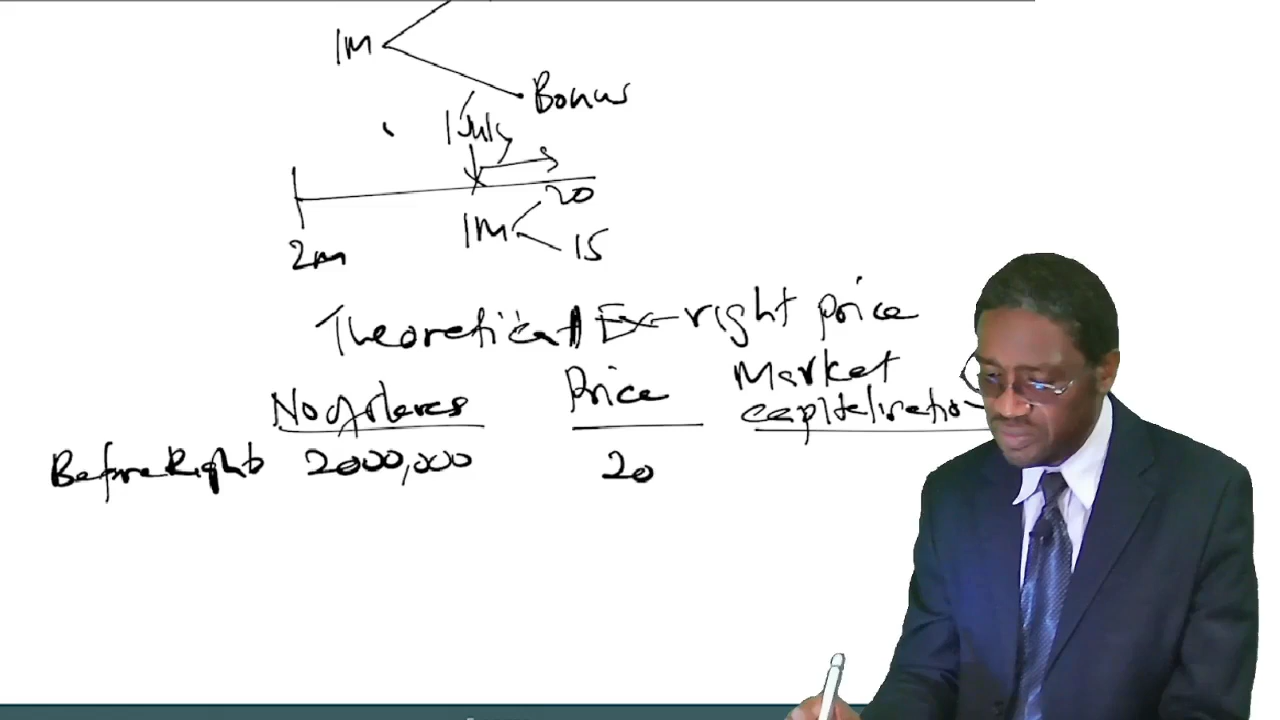 1M
Bonus
1 July
20
1M
15
2m
Theoretical Ex-right price
No of shares Price Market capitalisation
Before Right 2000,000 20